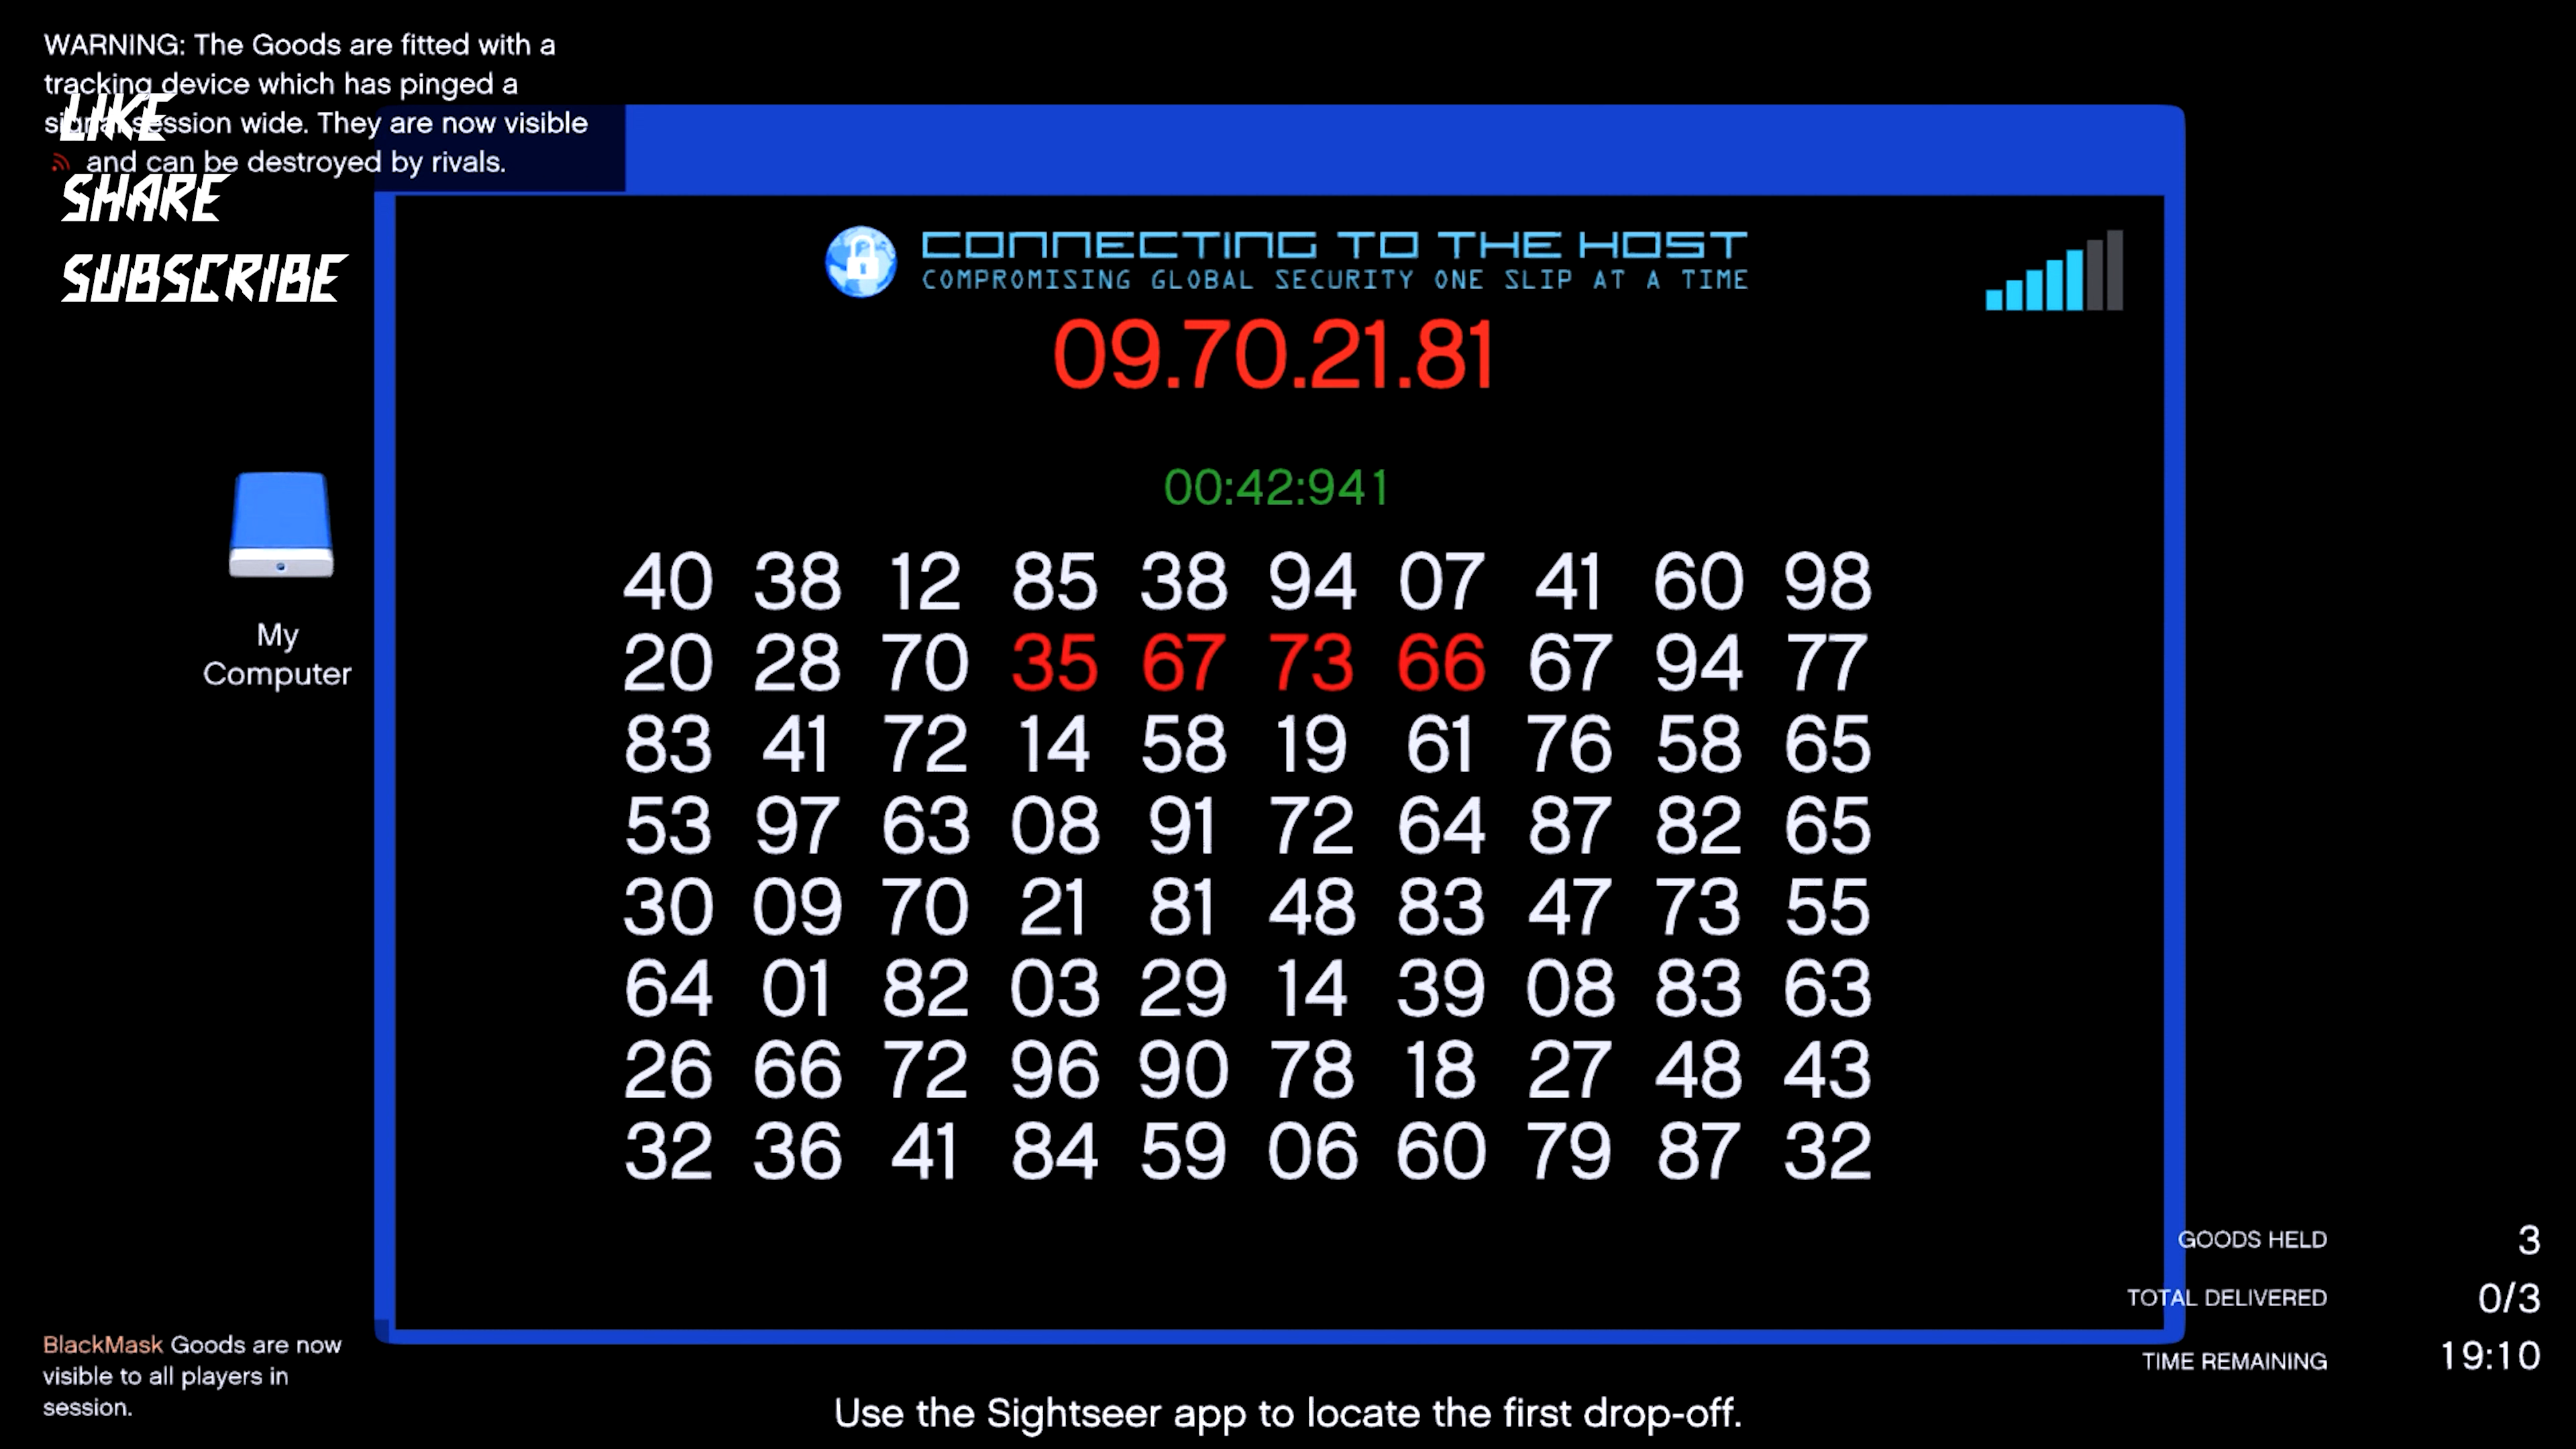 WARNING: The Goods are fitted with a
tracking device which has pinged a
signal session wide. They are now visible
and can be destroyed by rivals.
LIKE
SHARE
SUBSCRIBE
CONNECTING TO THE HOST
COMPROMISING GLOBAL SECURITY ONE SLIP AT A TIME
09.70.21.81
00:42:941
My
Computer
40 38 12 85 38 94 07 41 60 98
20 28 70 35 67 73 66 67 94 77
83 41 72 14 58 19 61 76 58 65
53 97 63 08 91 72 64 87 82 65
30 09 70 21 81 48 83 47 73 55
64 01 82 03 29 14 39 08 83 63
26 66 72 96 90 78 18 27 48 43
32 36 41 84 59 06 60 79 87 32
GOODS HELD 3
TOTAL DELIVERED 0/3
TIME REMAINING 19:10
BlackMask Goods are now
visible to all players in
session.
Use the Sightseer app to locate the first drop-off.